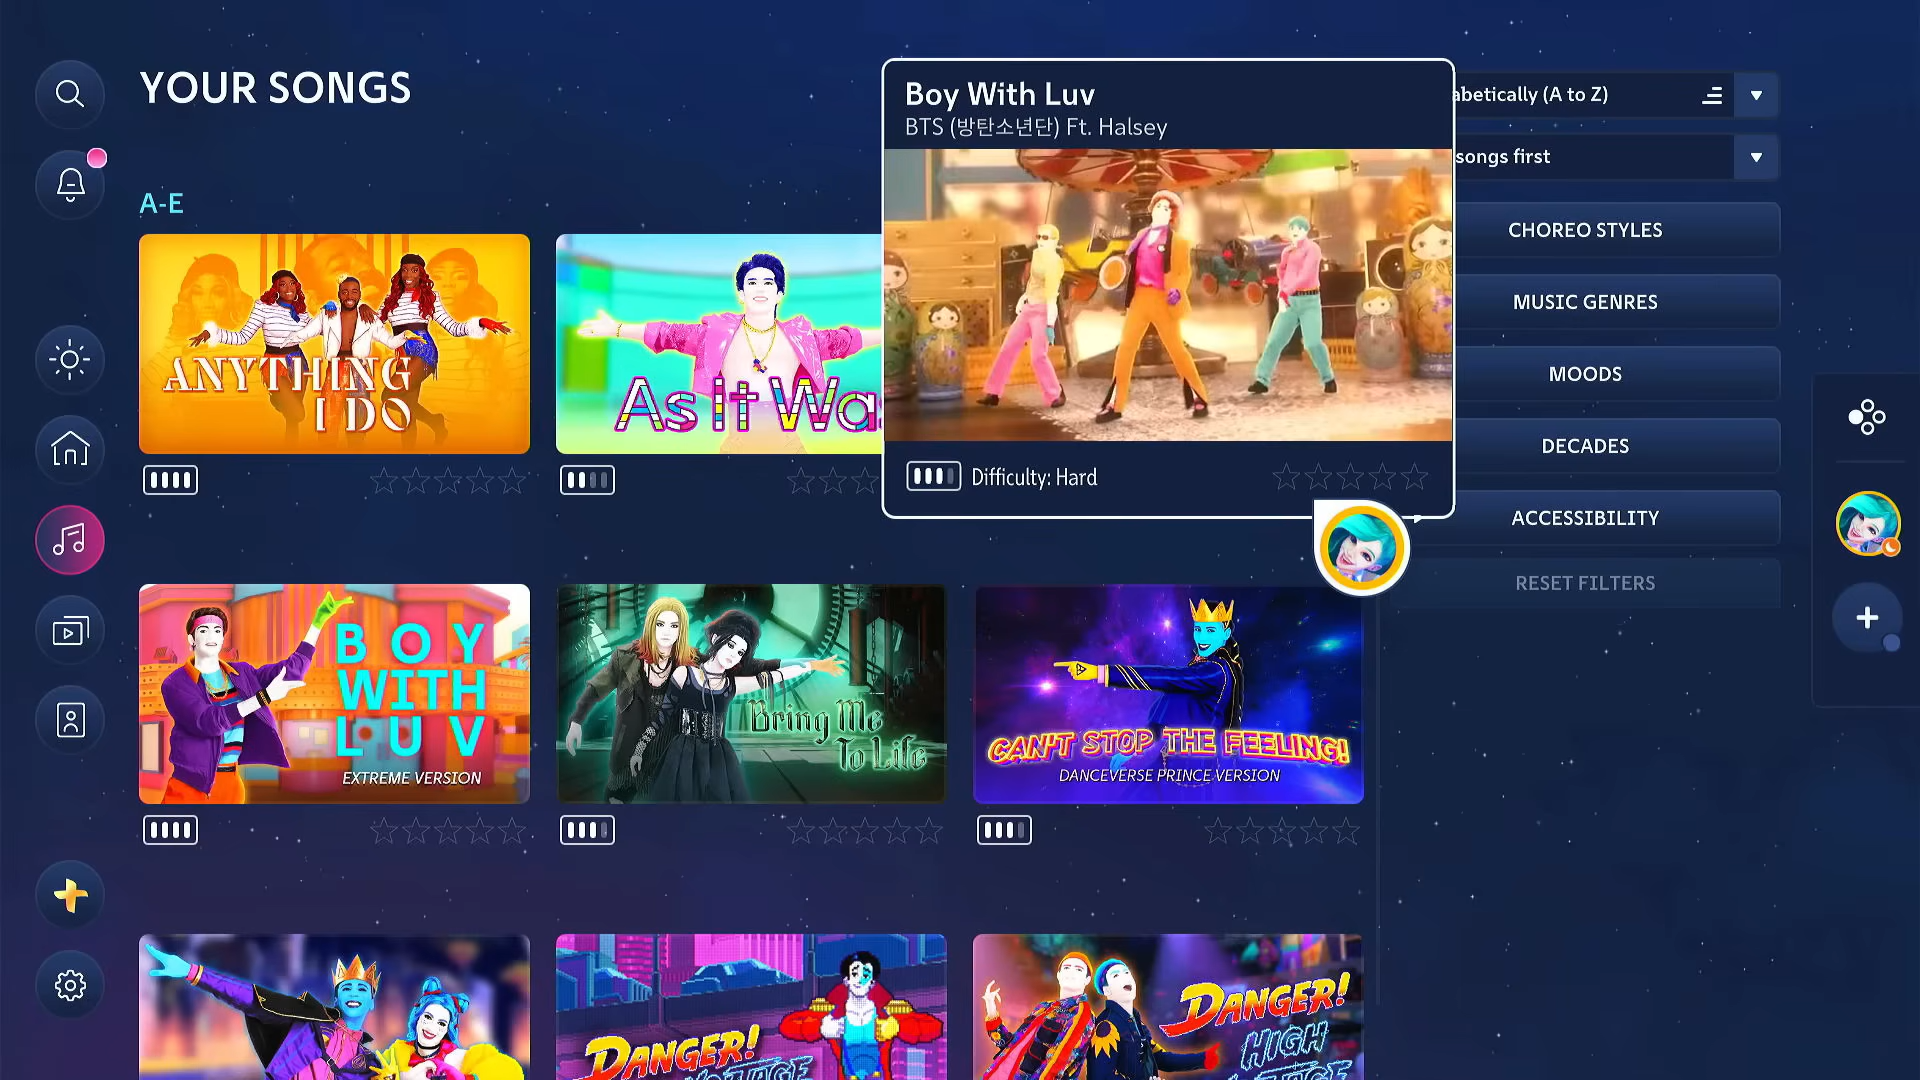 YOUR SONGS
A-E
ANYTHING
I DO
As It Wa
Boy With Luv
BTS (방탄소년단) Ft. Halsey
Difficulty: Hard
abetically (A to Z)
songs first
CHOREO STYLES
MUSIC GENRES
MOODS
DECADES
ACCESSIBILITY
RESET FILTERS
BOY
WITH
LUV
EXTREME VERSION
Bring Me
To Life
CAN'T STOP THE FEELING!
DANCEVERSE PRINCE VERSION
DANGER!
DANGER!
HIGH